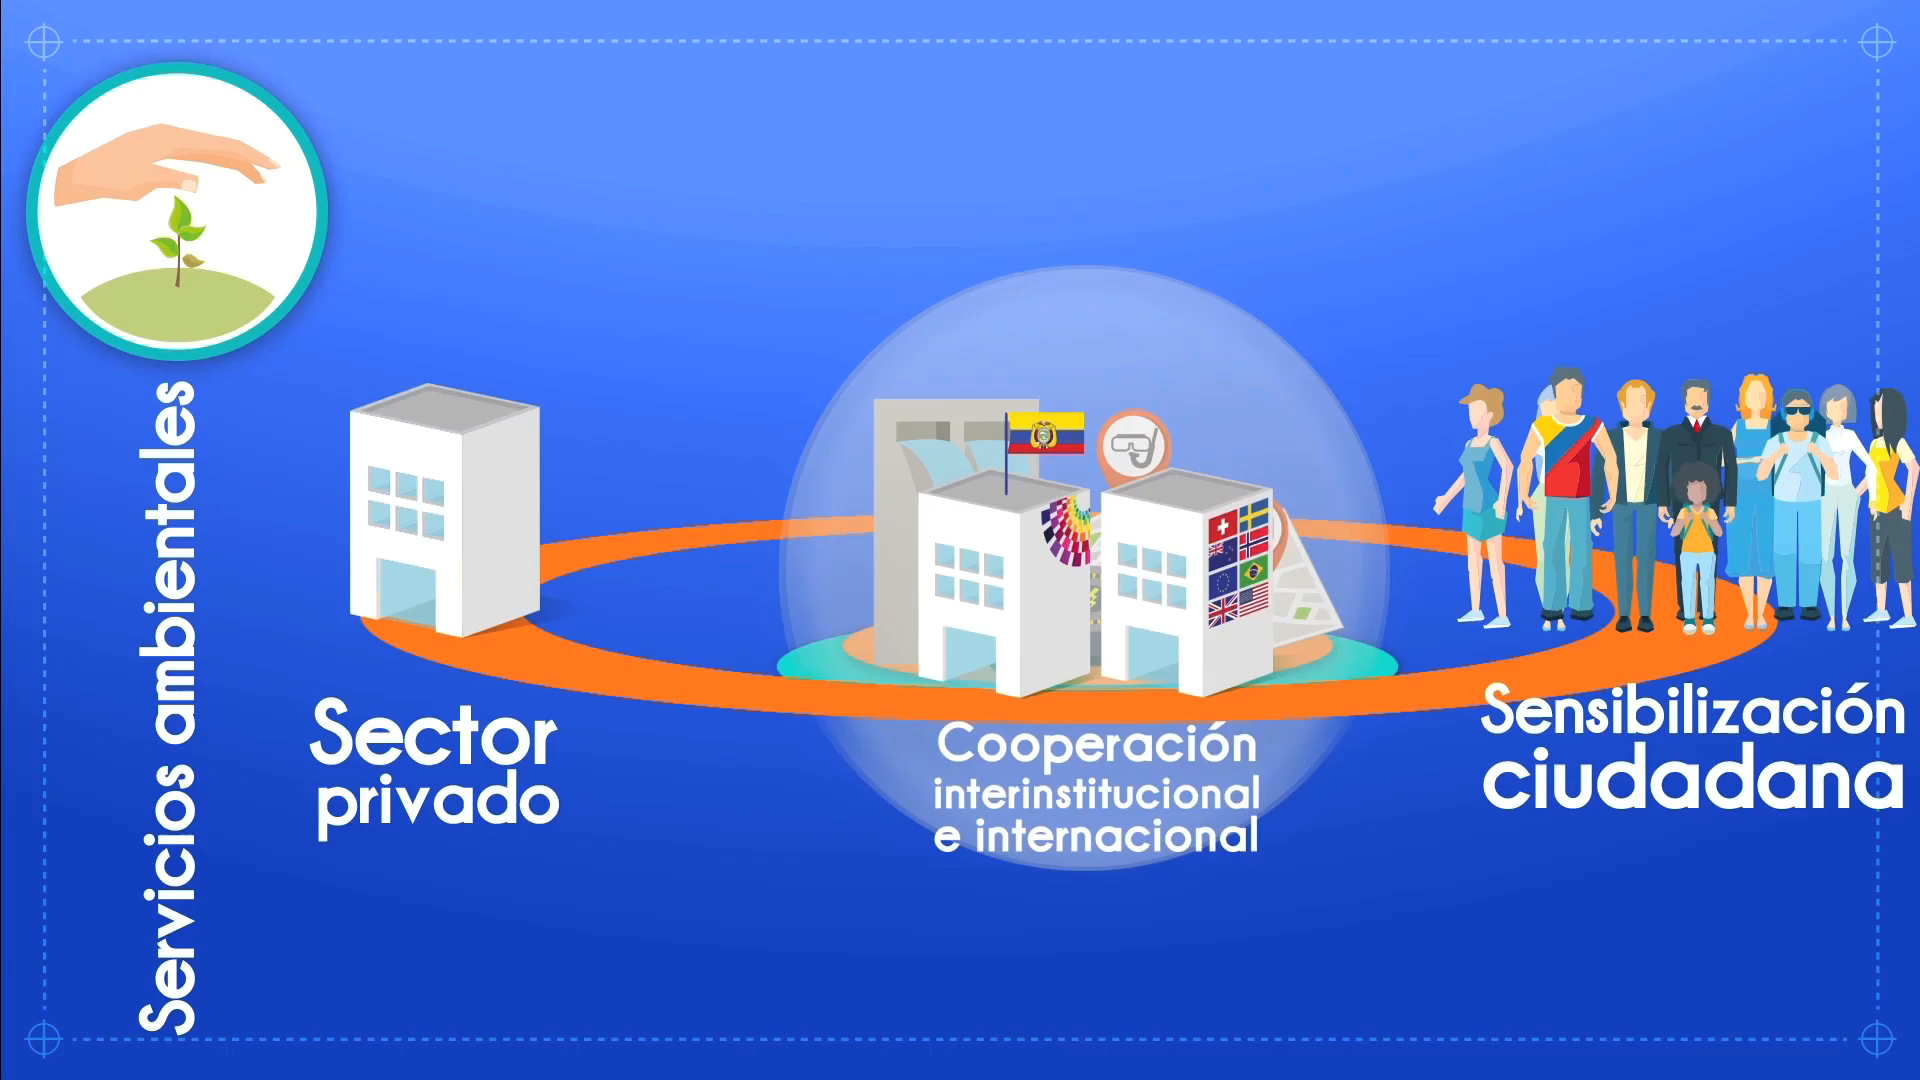 Servicios ambientales
Sector
privado
Cooperación
interinstitucional
e internacional
Sensibilización
ciudadana